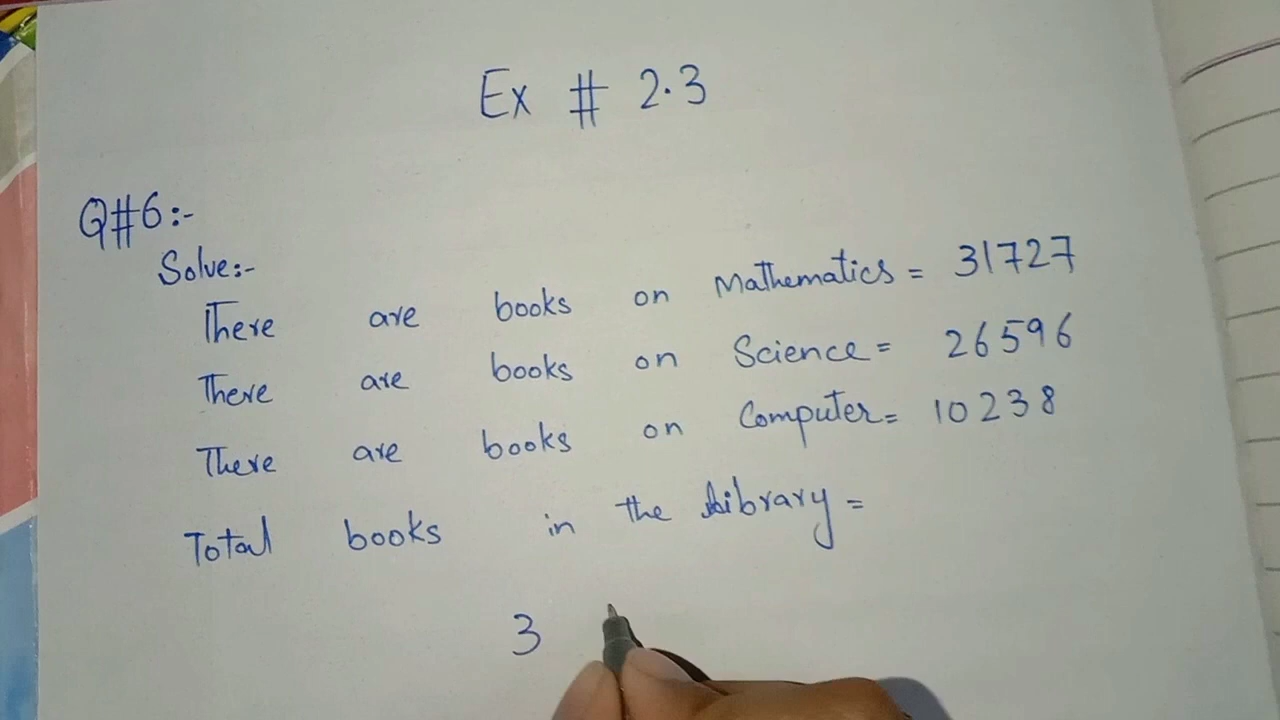 Ex # 2.3
Q#6:-
Solve:-
There are books on Mathematics = 31727
There are books on Science = 26596
There are books on Computer = 10238
Total books in the Library =
3